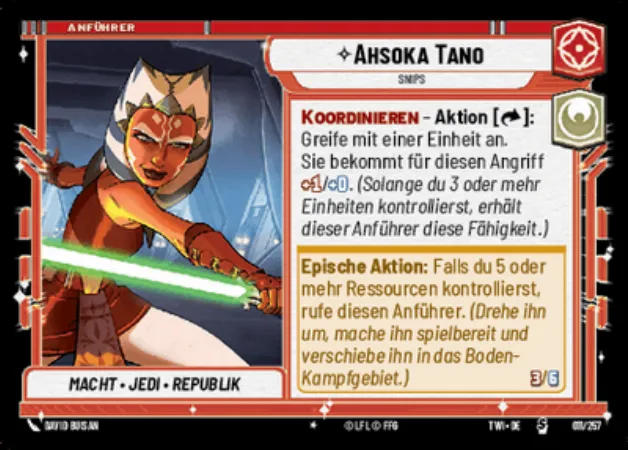 ANFÜHRER
AHSOKA TANO
SNIPS
KOORDINIEREN - Aktion []:
Greife mit einer Einheit an.
Sie bekommt für diesen Angriff
+1/+0. (Solange du 3 oder mehr
Einheiten kontrollierst, erhält
dieser Anführer diese Fähigkeit.)
Epische Aktion: Falls du 5 oder
mehr Ressourcen kontrollierst,
rufe diesen Anführer. (Drehe ihn
um, mache ihn spielbereit und
verschiebe ihn in das Boden-
Kampfgebiet.)
3/6
MACHT • JEDI • REPUBLIK
DAVID BUISAN
© LFL © FFG
TWI • DE
S
011/257